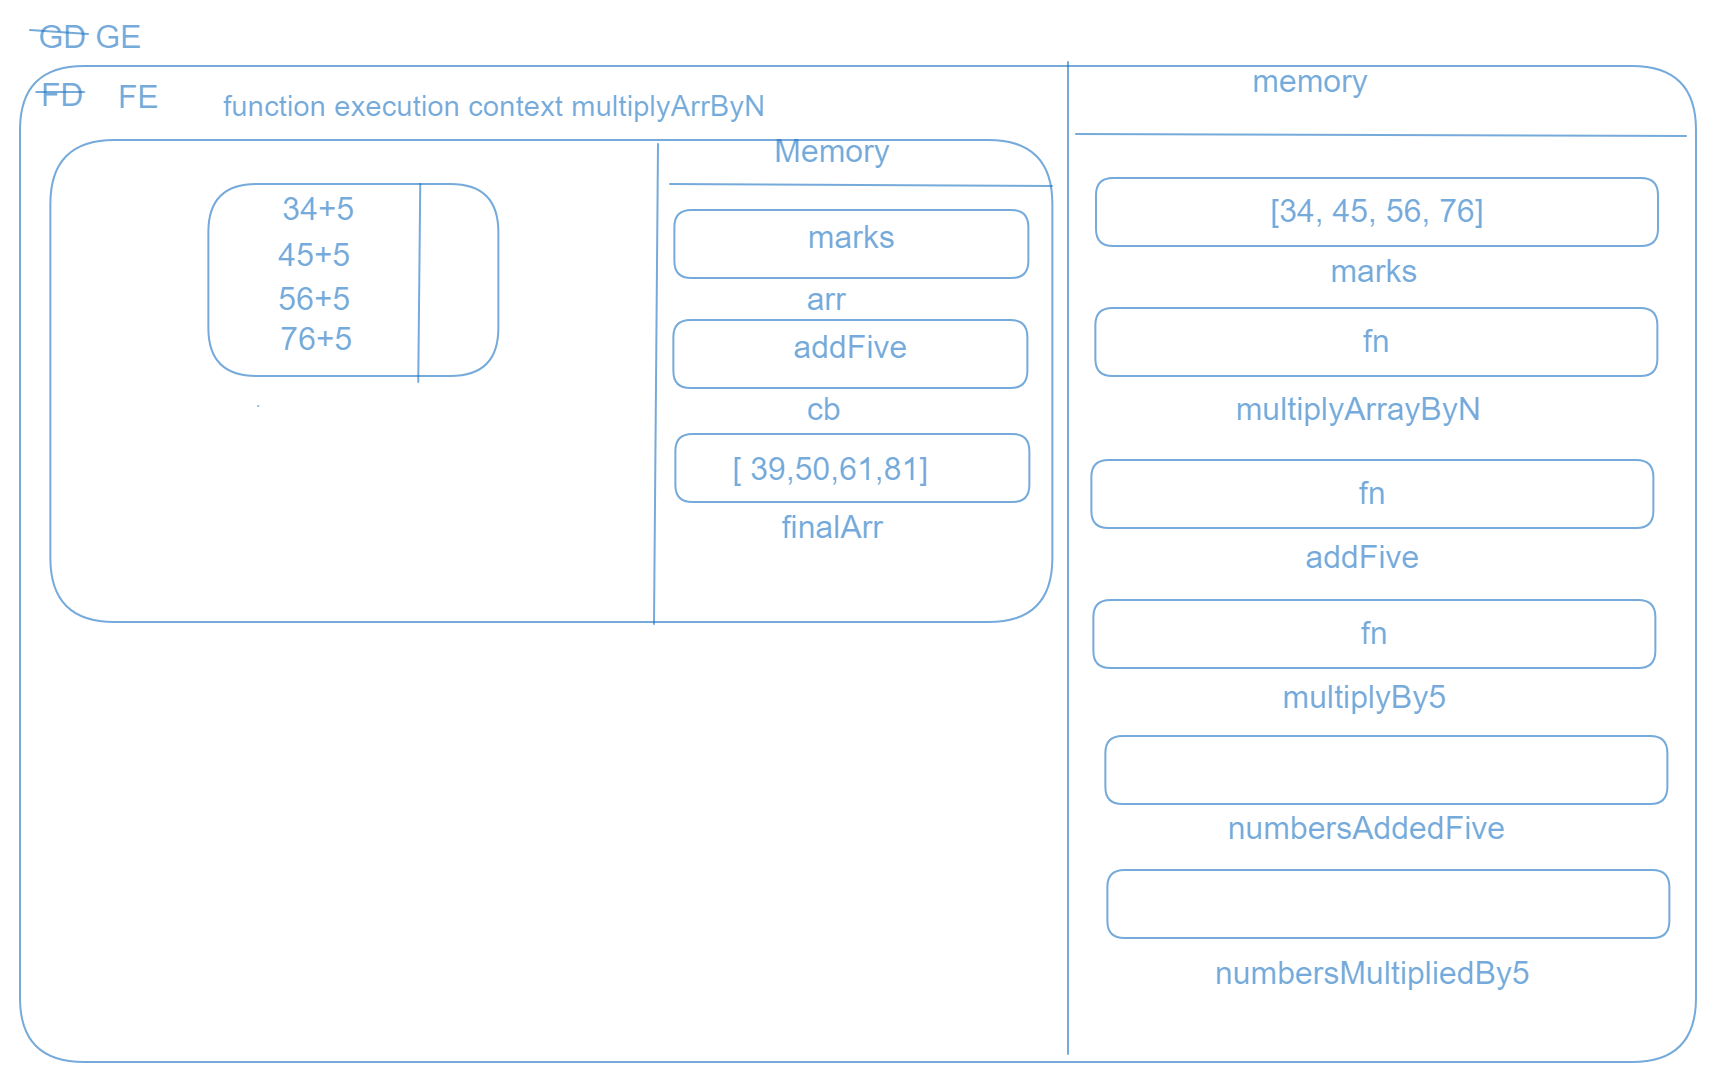 GD GE
FD FE
function execution context multiplyArrByN
34+5
45+5
56+5
76+5
Memory
marks
arr
addFive
cb
[ 39,50,61,81]
finalArr
memory
[34, 45, 56, 76]
marks
fn
multiplyArrayByN
fn
addFive
fn
multiplyBy5
numbersAddedFive
numbersMultipliedBy5